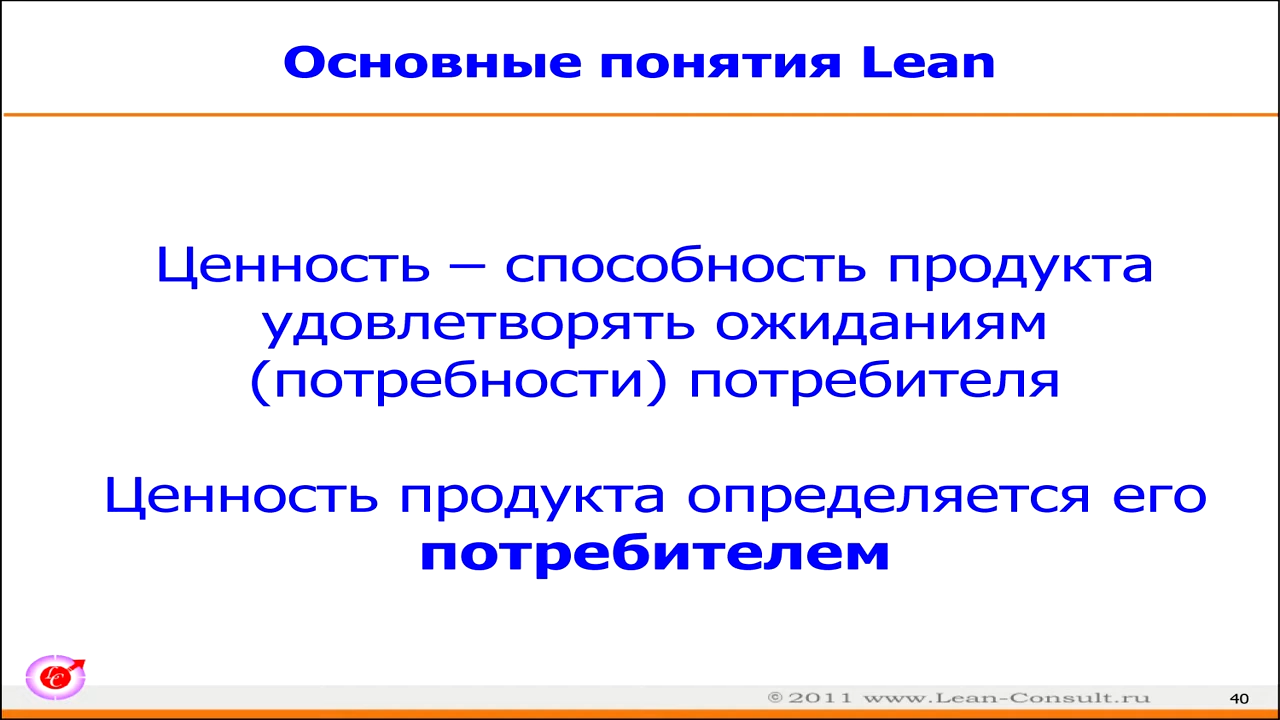 Основные понятия Lean
Ценность – способность продукта
удовлетворять ожиданиям
(потребности) потребителя
Ценность продукта определяется его
потребителем
LC
© 2011 www.Lean-Consult.ru
40